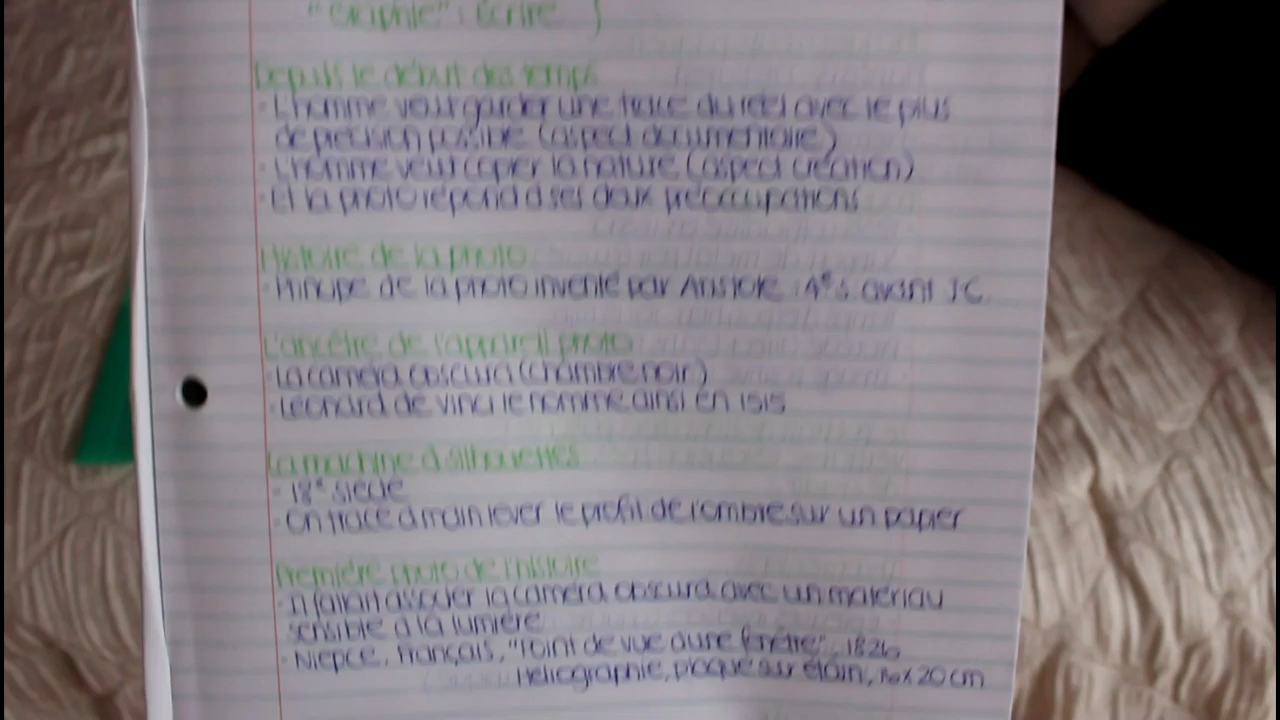 "Graphie" : Écrire }
Depuis le début des temps
- L'homme veut garder une trace du réel avec le plus
de précision possible (aspect documentaire)
- L'homme veut copier la nature (aspect création)
- Et la photo répond à ses deux préoccupations
Histoire de la photo
- Principe de la photo inventé par Aristote : 4e s. avant JC
L'ancêtre de l'appareil photo
- La caméra obscura (chambre noir)
- Léonard de vinci le nomme ainsi en 1515
La machine à silhouettes
- 18e siècle
- On trace à main lever le profil de l'ombre sur un papier
Première photo de l'histoire
- Il fallait associer la caméra obscura avec un matériau
sensible à la lumière
- Niepce, Français, "Point de vue d'une fenêtre", 1826
Héliographie, plaque sur étain, 16x20cm